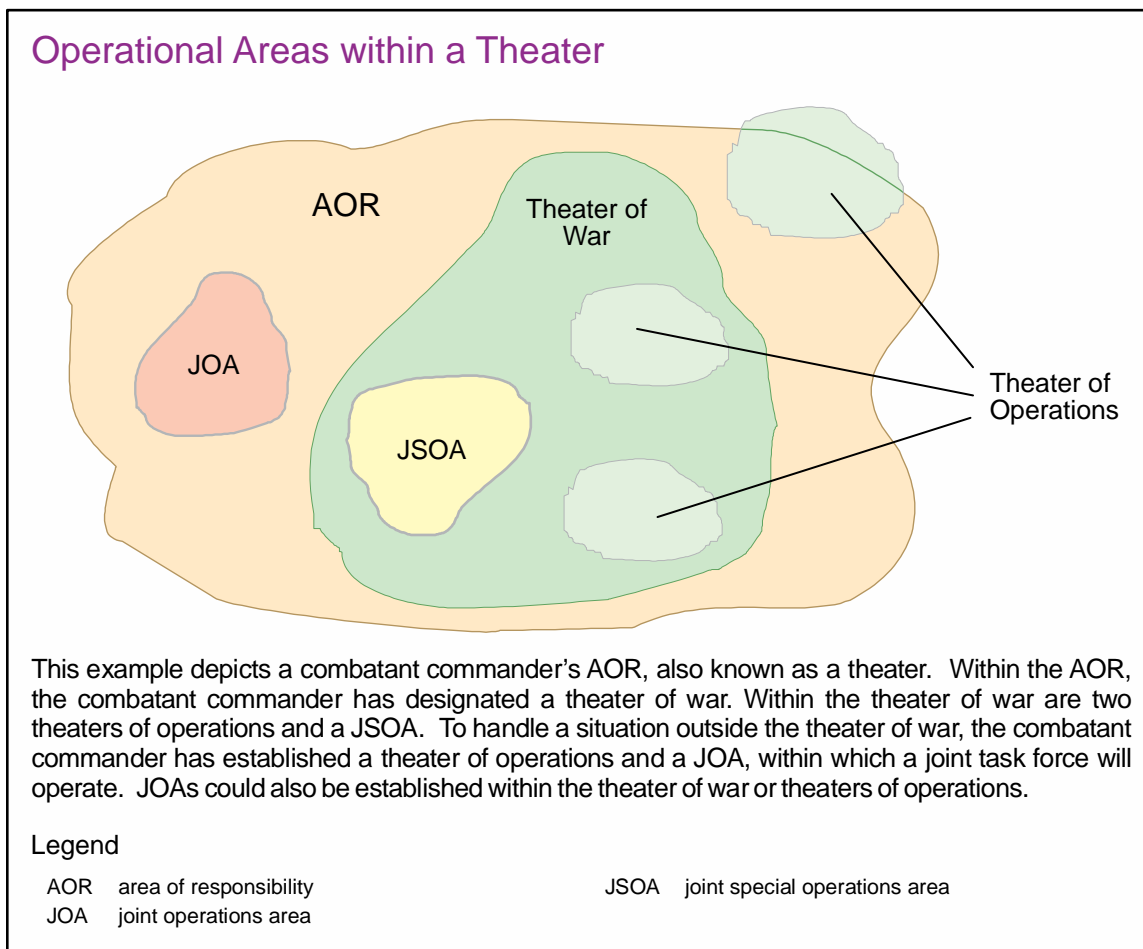 Operational Areas within a Theater
AOR
Theater of
War
JOA
JSOA
Theater of
Operations
This example depicts a combatant commander’s AOR, also known as a theater. Within the AOR,
the combatant commander has designated a theater of war. Within the theater of war are two
theaters of operations and a JSOA. To handle a situation outside the theater of war, the combatant
commander has established a theater of operations and a JOA, within which a joint task force will
operate. JOAs could also be established within the theater of war or theaters of operations.
Legend
AOR area of responsibility
JOA joint operations area
JSOA joint special operations area